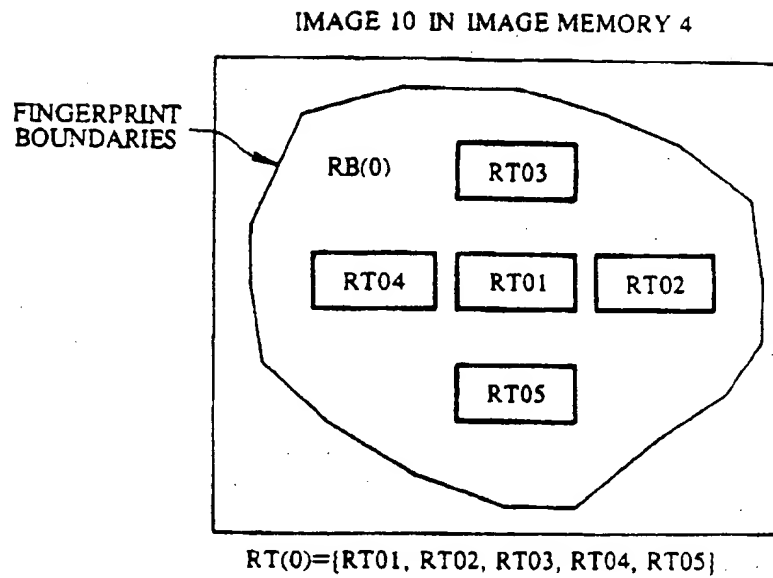 IMAGE 10 IN IMAGE MEMORY 4
FINGERPRINT
BOUNDARIES
RB(0)
RT03
RT04
RT01
RT02
RT05
RT(0)={RT01, RT02, RT03, RT04, RT05}